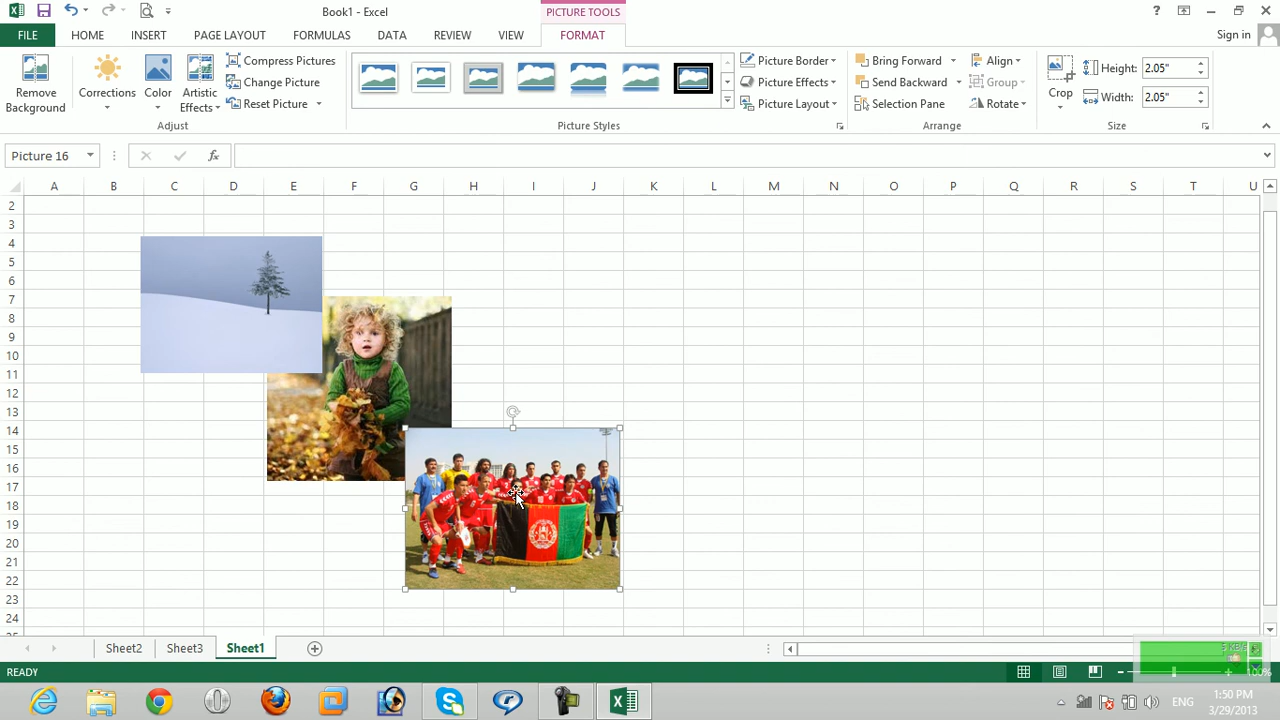 Book1 - Excel
PICTURE TOOLS
?
FILE HOME INSERT PAGE LAYOUT FORMULAS DATA REVIEW VIEW FORMAT Sign in
Remove Background
Corrections
Color
Artistic Effects
Compress Pictures
Change Picture
Reset Picture
Adjust
Picture Styles
Picture Border
Picture Effects
Picture Layout
Bring Forward
Send Backward
Selection Pane
Align
Group
Rotate
Arrange
Crop
Height: 2.05"
Width: 2.05"
Size
Picture 16
fx
A B C D E F G H I J K L M N O P Q R S T U
2
3
4
5
6
7
8
9
10
11
12
13
14
15
16
17
18
19
20
21
22
23
24
Sheet2 Sheet3 Sheet1
READY
100%
ENG
1:50 PM
3/29/2013